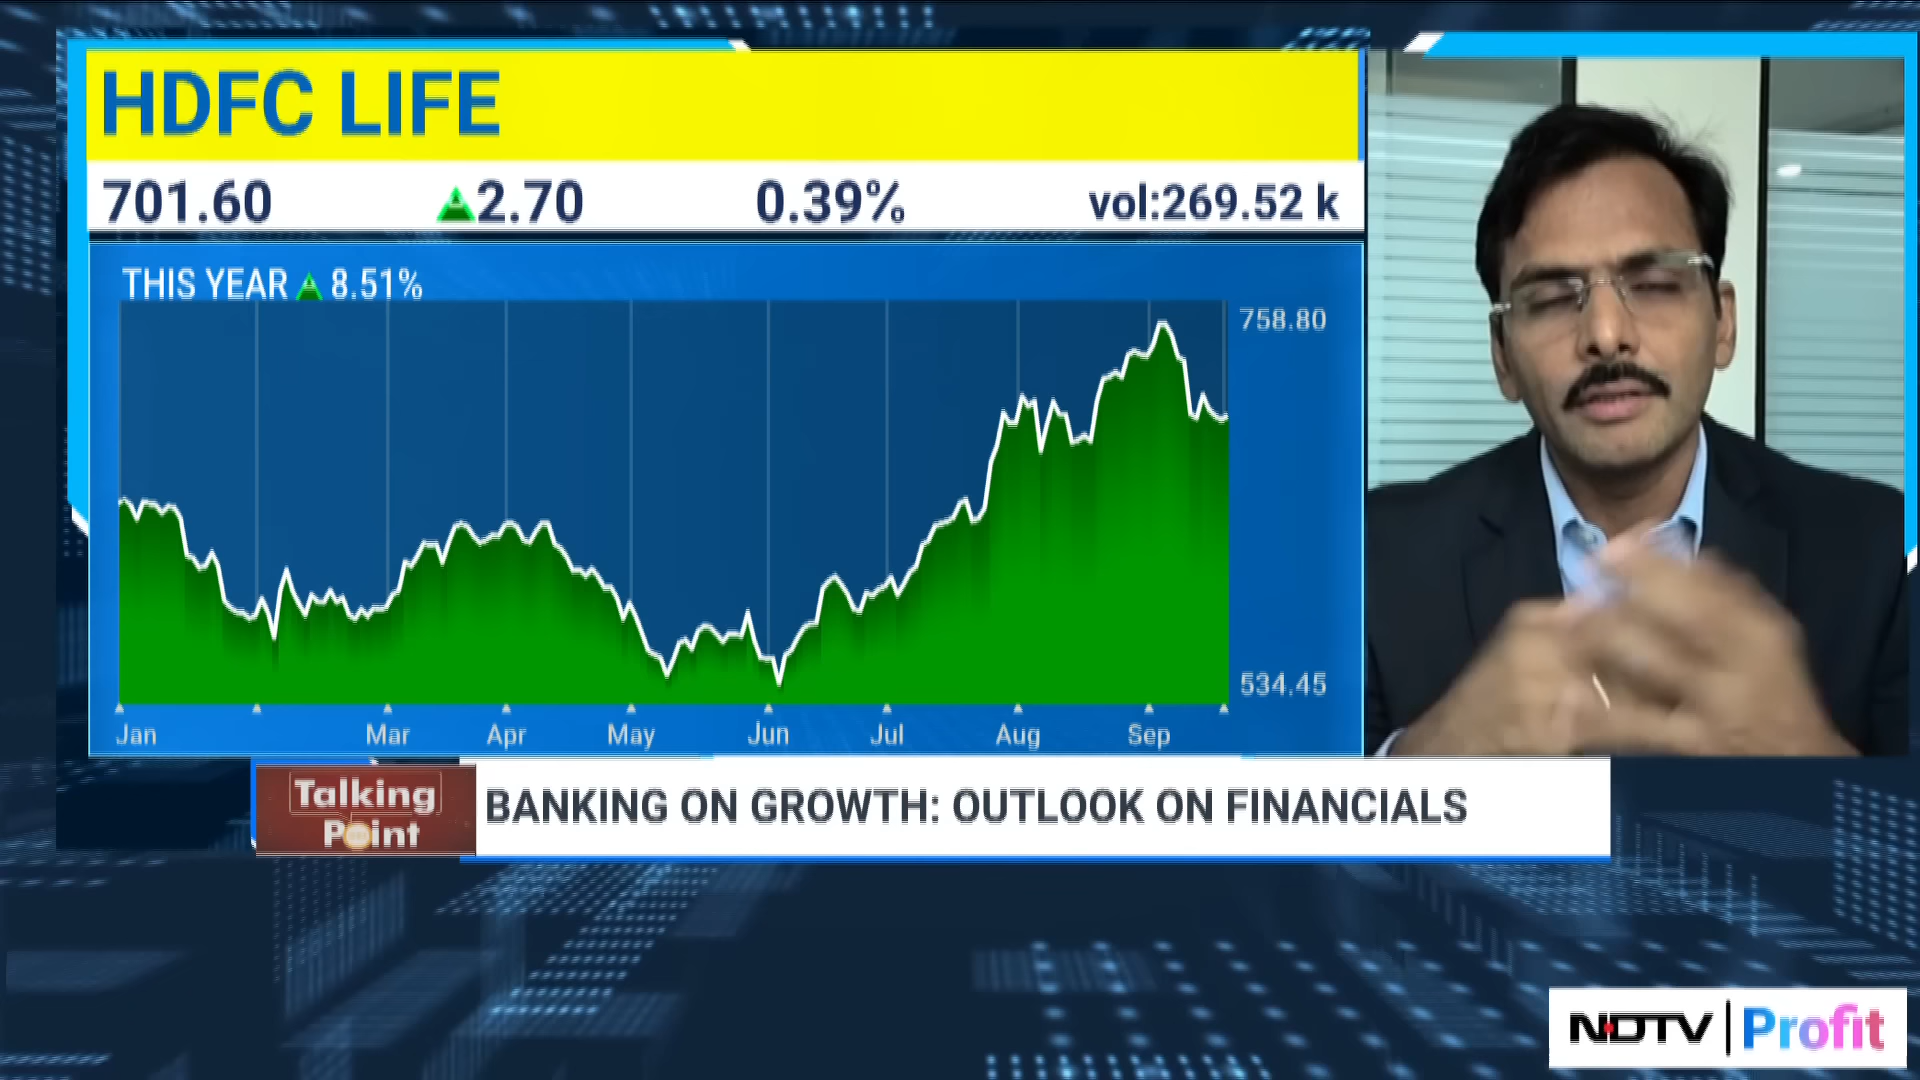 HDFC LIFE
701.60 2.70 0.39% vol:269.52 k
THIS YEAR 8.51%
758.80
534.45
Jan Mar Apr May Jun Jul Aug Sep
Talking
Point
BANKING ON GROWTH: OUTLOOK ON FINANCIALS
NDTV Profit